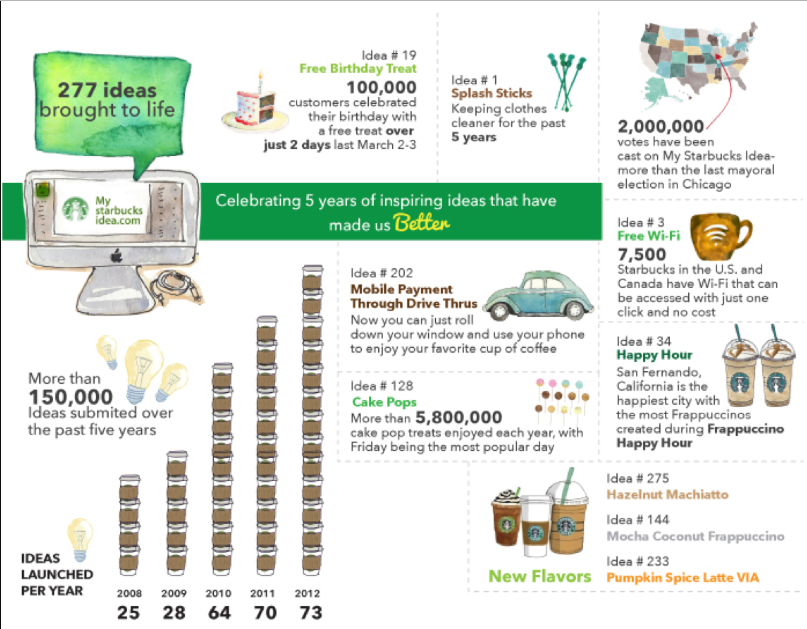 277 ideas
brought to life
My
starbucks
idea.com
Idea # 19
Free Birthday Treat
100,000
customers celebrated
their birthday with
a free treat over
just 2 days last March 2-3
Idea # 1
Splash Sticks
Keeping clothes
cleaner for the past
5 years
2,000,000
votes have been
cast on My Starbucks Idea-
more than the last mayoral
election in Chicago
Celebrating 5 years of inspiring ideas that have
made us Better
Idea # 3
Free Wi-Fi
7,500
Starbucks in the U.S. and
Canada have Wi-Fi that can
be accessed with just one
click and no cost
Idea # 202
Mobile Payment
Through Drive Thrus
Now you can just roll
down your window and use your phone
to enjoy your favorite cup of coffee
Idea # 34
Happy Hour
San Fernando,
California is the
happiest city with
the most Frappuccinos
created during Frappuccino
Happy Hour
More than
150,000
Ideas submited over
the past five years
Idea # 128
Cake Pops
More than 5,800,000
cake pop treats enjoyed each year, with
Friday being the most popular day
New Flavors
Idea # 275
Hazelnut Machiatto
Idea # 144
Mocha Coconut Frappuccino
Idea # 233
Pumpkin Spice Latte VIA
IDEAS
LAUNCHED
PER YEAR
2008 2009 2010 2011 2012
25 28 64 70 73